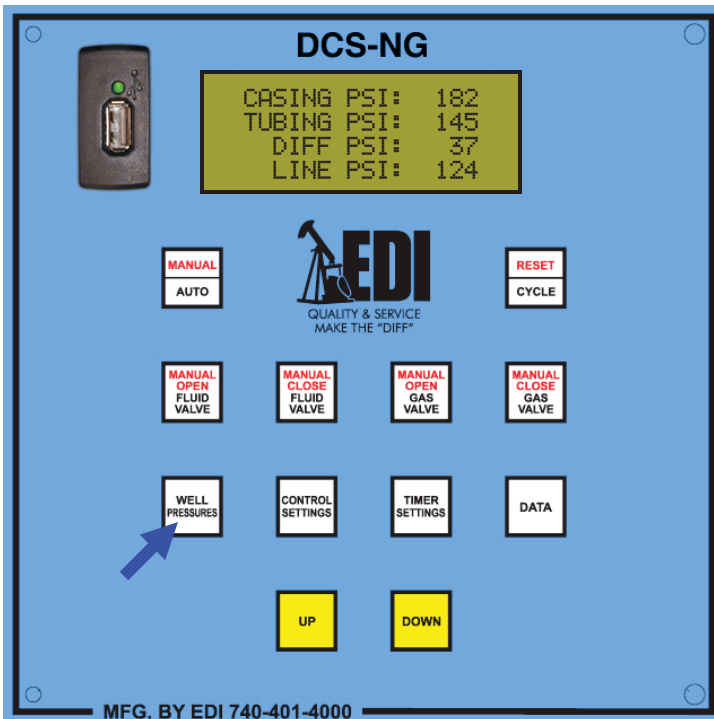 DCS-NG
CASING PSI: 182
TUBING PSI: 145
DIFF PSI: 37
LINE PSI: 124
EDI
QUALITY & SERVICE
MAKE THE "DIFF"
MANUAL
AUTO
RESET
CYCLE
MANUAL
OPEN
FLUID
VALVE
MANUAL
CLOSE
FLUID
VALVE
MANUAL
OPEN
GAS
VALVE
MANUAL
CLOSE
GAS
VALVE
WELL
PRESSURES
CONTROL
SETTINGS
TIMER
SETTINGS
DATA
UP
DOWN
MFG. BY EDI 740-401-4000